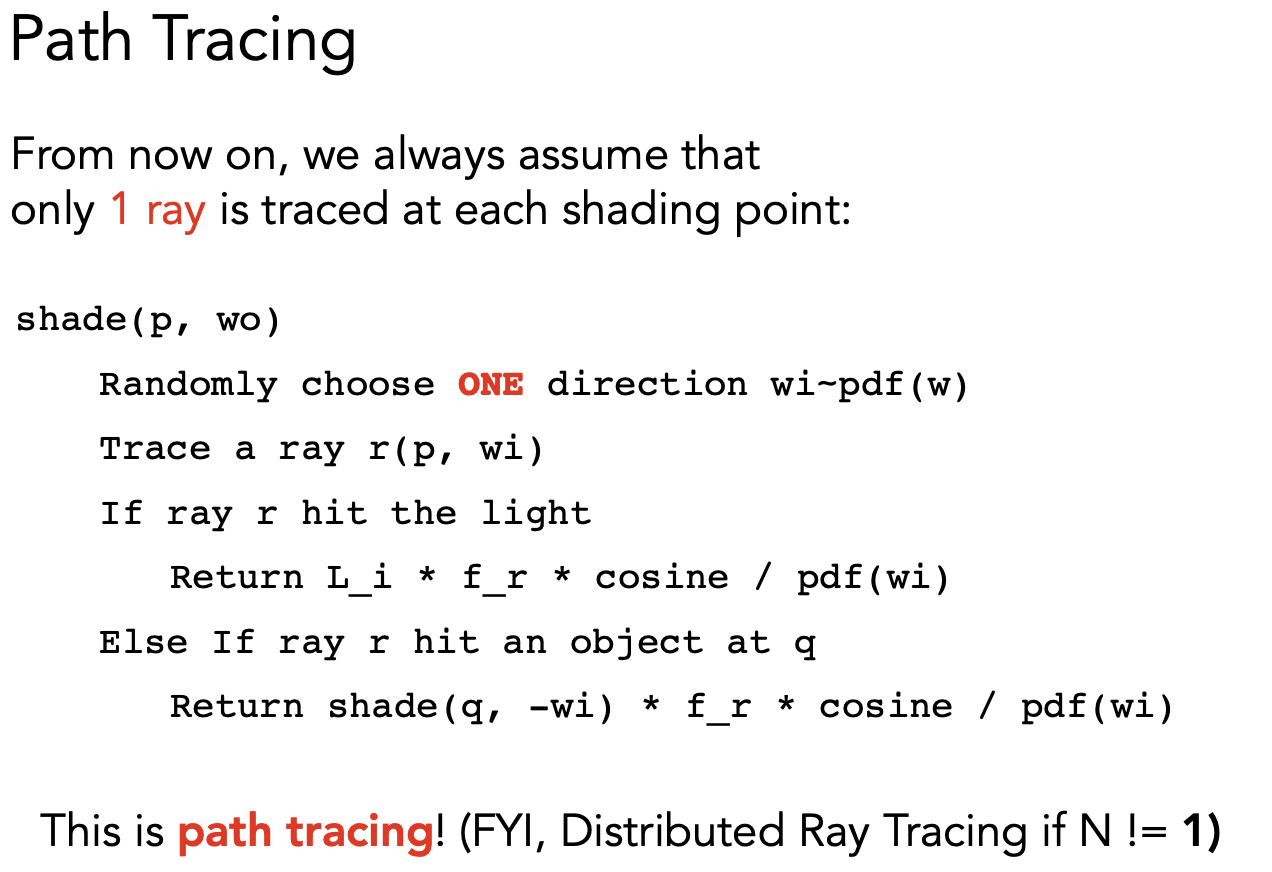 Path Tracing
From now on, we always assume that
only 1 ray is traced at each shading point:
shade(p, wo)
Randomly choose ONE direction wi~pdf(w)
Trace a ray r(p, wi)
If ray r hit the light
Return L_i * f_r * cosine / pdf(wi)
Else If ray r hit an object at q
Return shade(q, -wi) * f_r * cosine / pdf(wi)
This is path tracing! (FYI, Distributed Ray Tracing if N != 1)